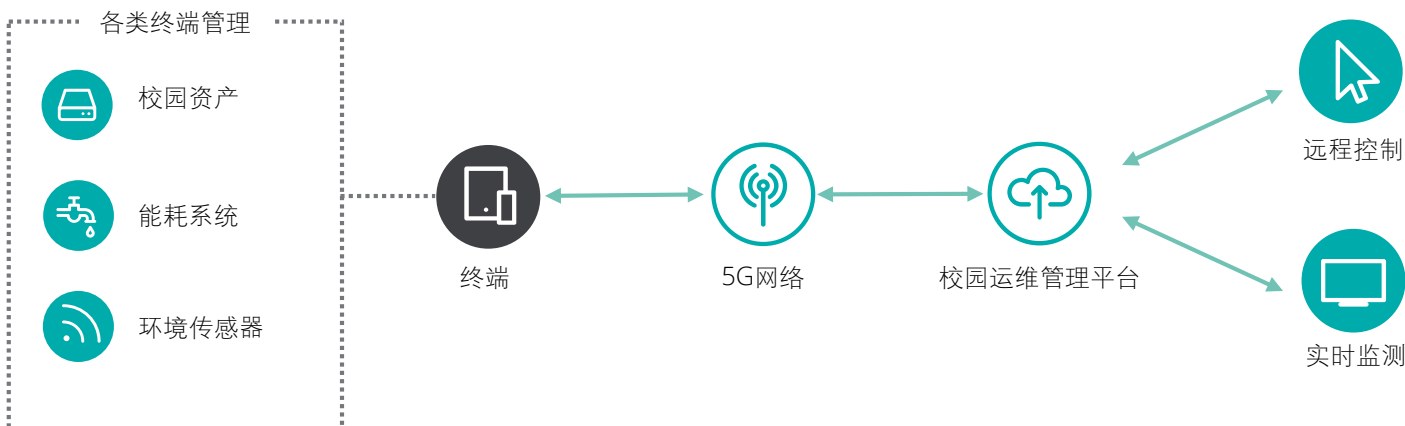 各类终端管理
校园资产
能耗系统
环境传感器
终端
5G网络
校园运维管理平台
远程控制
实时监测